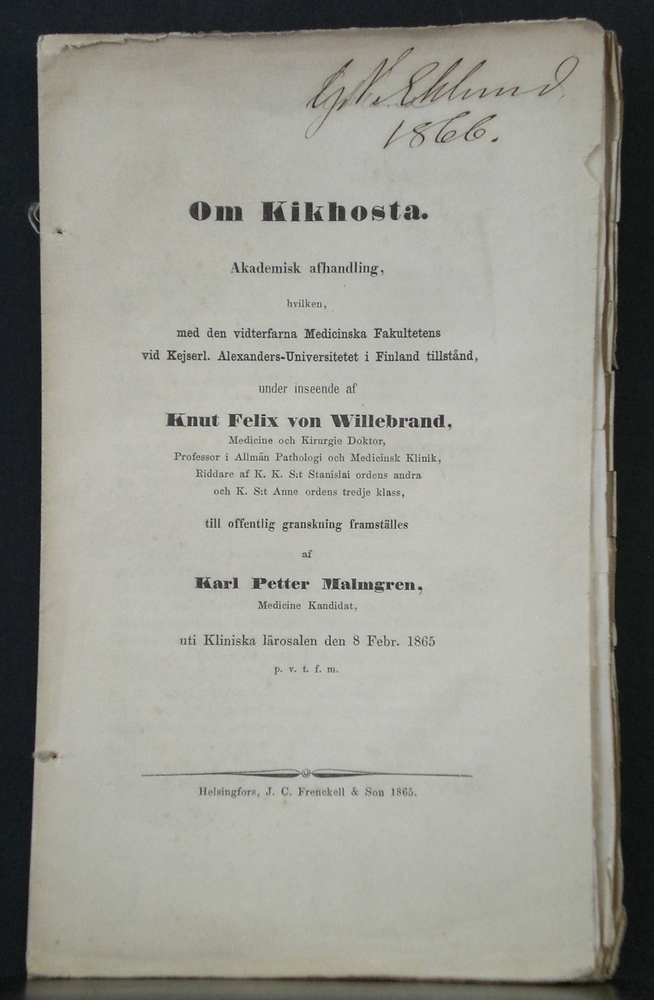 G. N. Eklund
1866.
Om Kikhosta.
Akademisk afhandling,
hvilken,
med den vidterfarna Medicinska Fakultetens
vid Kejserl. Alexanders-Universitetet i Finland tillstånd,
under inseende af
Knut Felix von Willebrand,
Medicine och Kirurgie Doktor,
Professor i Allmän Pathologi och Medicinsk Klinik,
Riddare af K. K. S:t Stanislai ordens andra
och K. S:t Anne ordens tredje klass,
till offentlig granskning framställes
af
Karl Petter Malmgren,
Medicine Kandidat,
uti Kliniska lärosalen den 8 Febr. 1865
p. v. t. f. m.
Helsingfors, J. C. Frenckell & Son 1865.